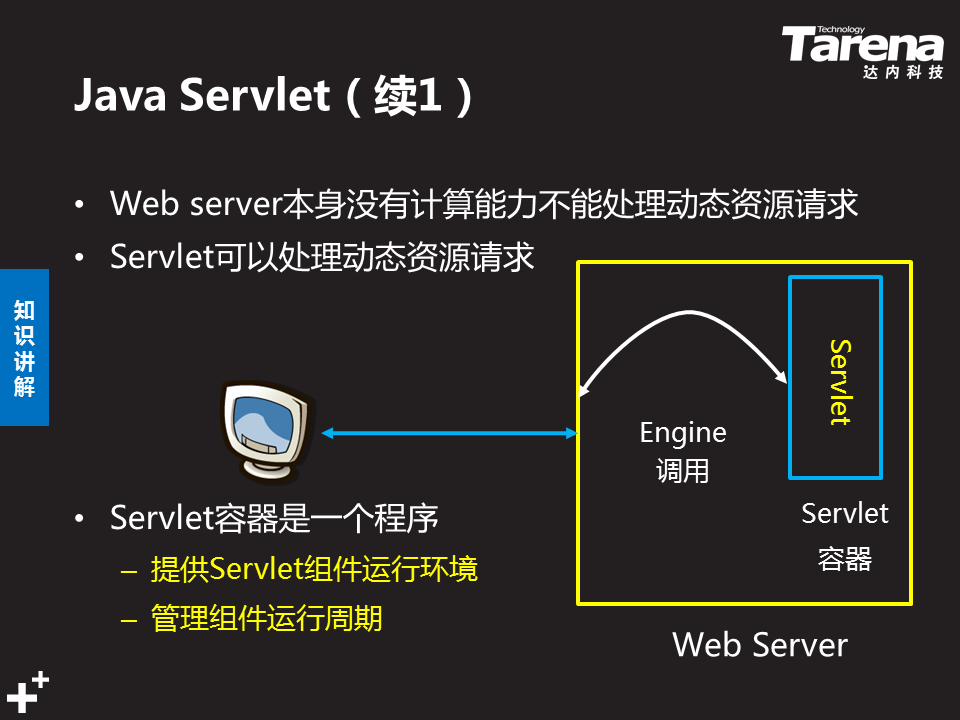 Technology
Tarena
达内科技
Java Servlet（续1）
• Web server本身没有计算能力不能处理动态资源请求
• Servlet可以处理动态资源请求
知
识
讲
解
Servlet
Engine
调用
Servlet
容器
Web Server
• Servlet容器是一个程序
– 提供Servlet组件运行环境
– 管理组件运行周期